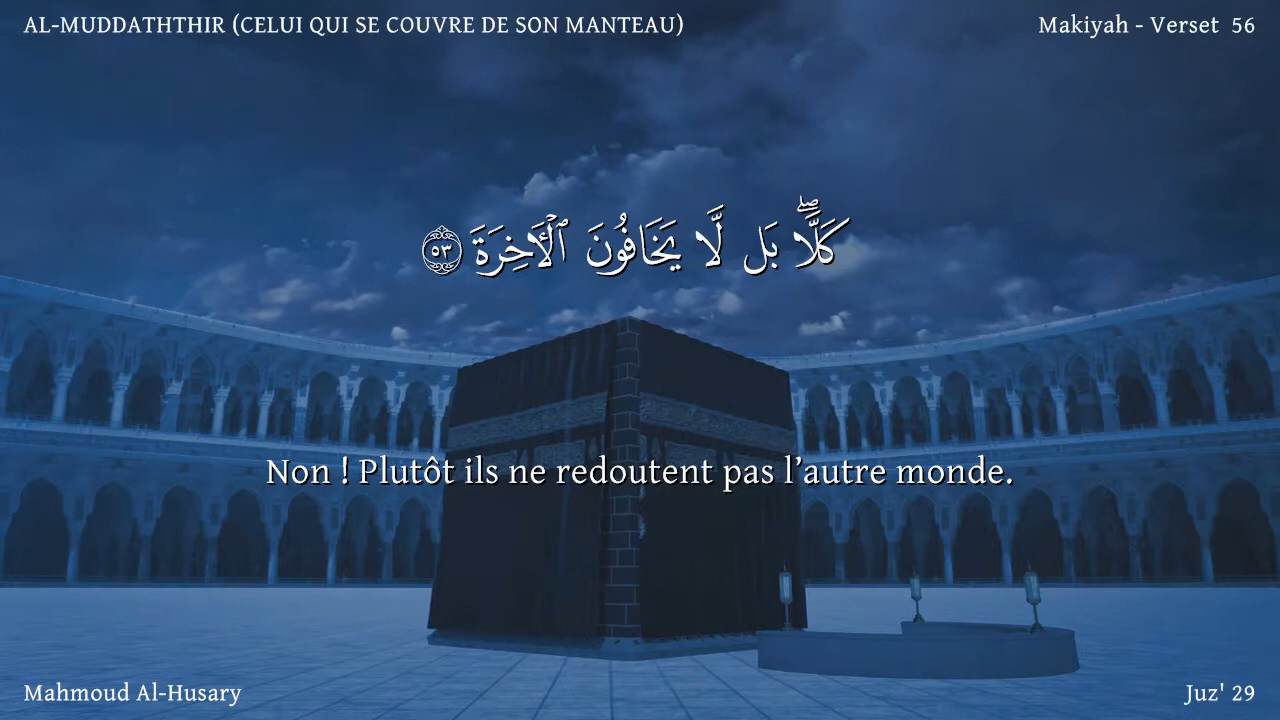 AL-MUDDATHTHIR (CELUI QUI SE COUVRE DE SON MANTEAU)
Makiyah - Verset 56
كَلَّاۖ بَل لَّا يَخَافُونَ ٱلْأَخِرَةَ ٥٣
Non ! Plutôt ils ne redoutent pas l’autre monde.
Mahmoud Al-Husary
Juz' 29